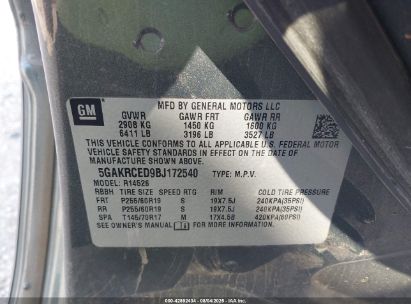 GM
MFD BY GENERAL MOTORS LLC
GVWR GAWR FRT GAWR RR
2908 KG 1450 KG 1600 KG
6411 LB 3196 LB 3527 LB
THIS VEHICLE CONFORMS TO ALL APPLICABLE U.S. FEDERAL MOTOR
VEHICLE SAFETY STANDARDS IN EFFECT ON THE DATE OF
MANUFACTURE SHOWN ABOVE.
5GAKRCED9BJ172540 TYPE: M.P.V.
MODEL: R14526
RBBH TIRE SIZE SPEED RTG RIM COLD TIRE PRESSURE
FRT P255/60R19 S 19X7.5J 240KPA(35PSI)
RR P255/60R19 S 19X7.5J 240KPA(35PSI)
SPA T145/70R17 M 17X4.5B 420KPA(60PSI)
SEE OWNER'S MANUAL FOR ADDITIONAL INFORMATION